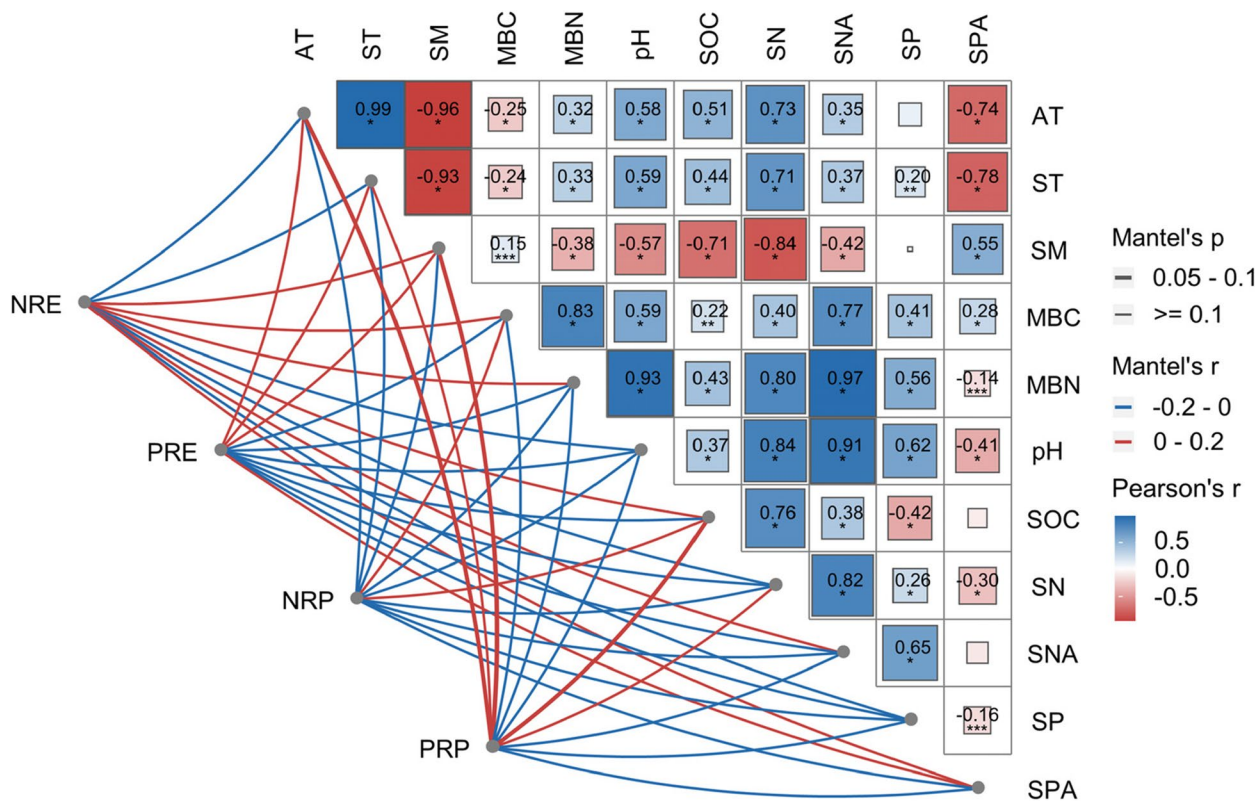 AT ST SM MBC MBN pH SOC SN SNA SP SPA
0.99 -0.96 -0.25 0.32 0.58 0.51 0.73 0.35 -0.74 AT
* * * * * * * * *
-0.93 -0.24 0.33 0.59 0.44 0.71 0.37 0.20 -0.78 ST
* * * * * * * ** *
0.15 -0.38 -0.57 -0.71 -0.84 -0.42 0.55 SM
*** * * * * * *
0.83 0.59 0.22 0.40 0.77 0.41 0.28 MBC
* * ** * * * *
0.93 0.43 0.80 0.97 0.56 -0.14 MBN
* * * * * ***
0.37 0.84 0.91 0.62 -0.41 pH
* * * * *
0.76 0.38 -0.42 SOC
* * *
0.82 0.26 -0.30 SN
* * *
0.65 SNA
*
-0.16 SP
***
SPA
NRE
PRE
NRP
PRP
Mantel's p
0.05 - 0.1
>= 0.1
Mantel's r
-0.2 - 0
0 - 0.2
Pearson's r
0.5
0.0
-0.5